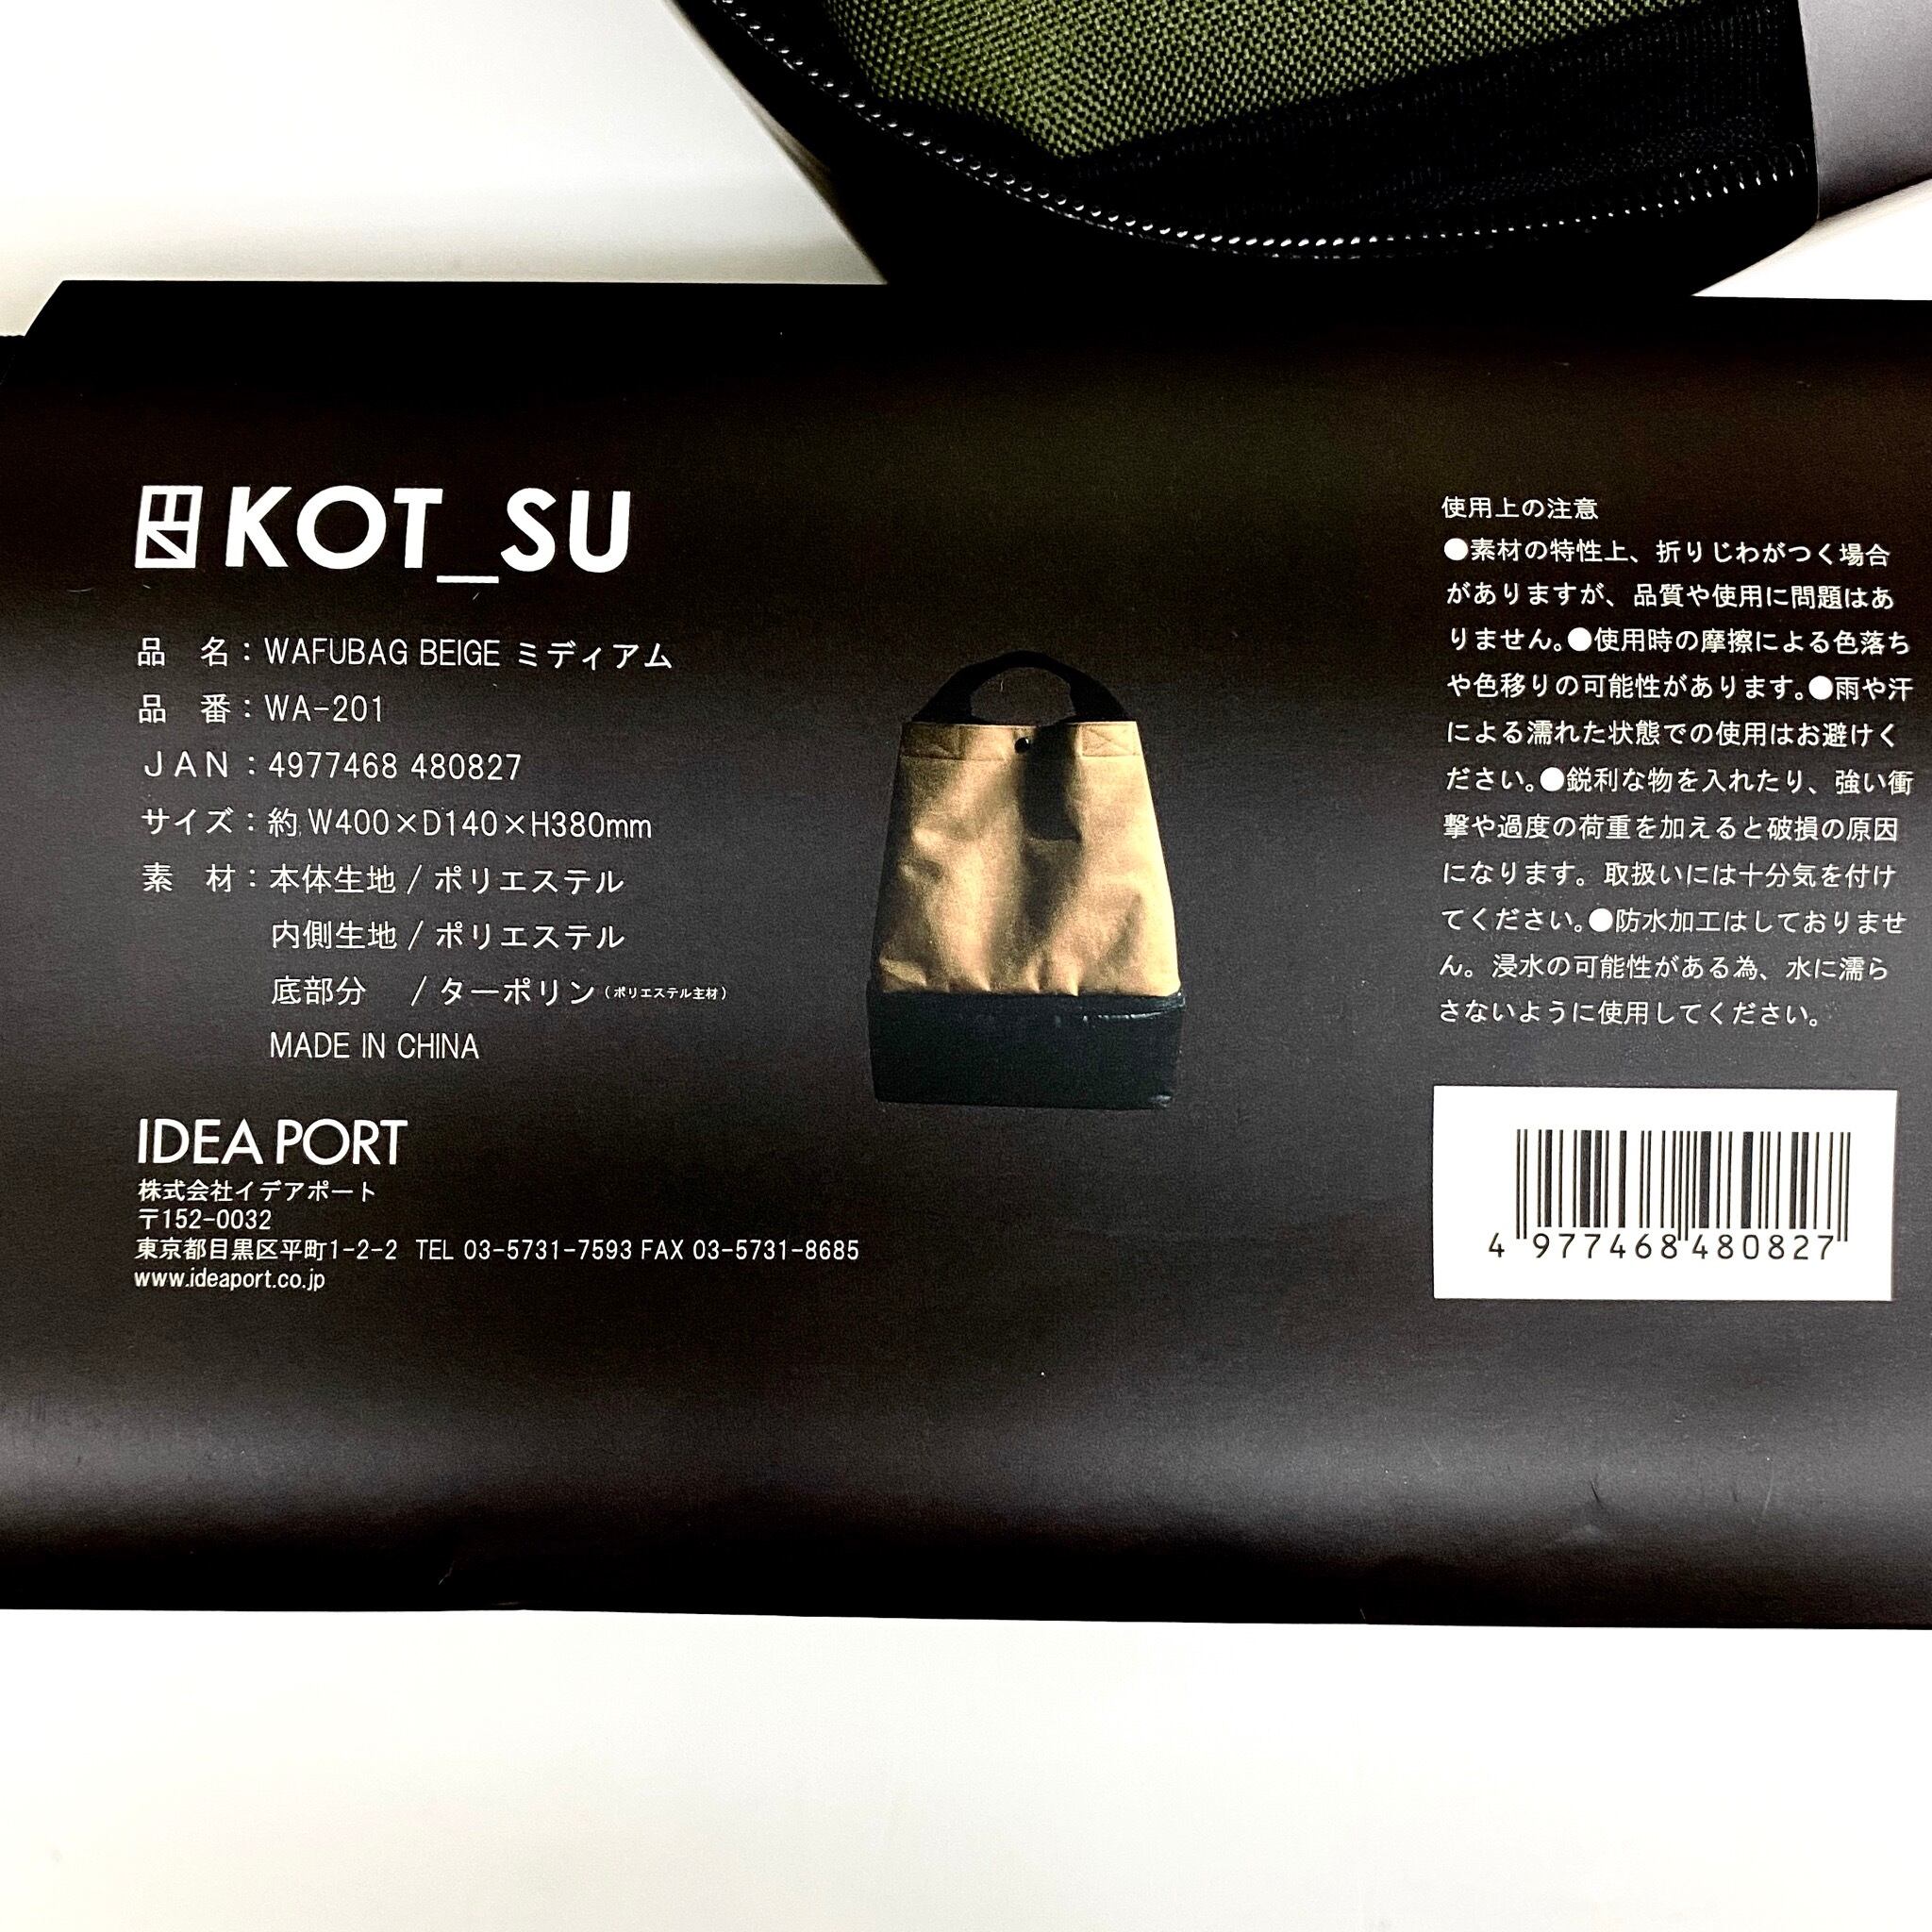 KOT_SU
品　名：WAFUBAG BEIGE ミディアム
品　番：WA-201
ＪＡＮ：4977468 480827
サイズ：約 W400×D140×H380mm
素　材：本体生地 / ポリエステル
内側生地 / ポリエステル
底部分　 / ターポリン（ポリエステル主材）
MADE IN CHINA
IDEA PORT
株式会社イデアポート
〒152-0032
東京都目黒区平町1-2-2 TEL 03-5731-7593 FAX 03-5731-8685
www.ideaport.co.jp
使用上の注意
●素材の特性上、折りじわがつく場合
がありますが、品質や使用に問題はあ
りません。●使用時の摩擦による色落ち
や色移りの可能性があります。●雨や汗
による濡れた状態での使用はお避けく
ださい。●鋭利な物を入れたり、強い衝
撃や過度の荷重を加えると破損の原因
になります。取扱いには十分気を付け
てください。●防水加工はしておりませ
ん。浸水の可能性がある為、水に濡ら
さないように使用してください。
4 977468 480827